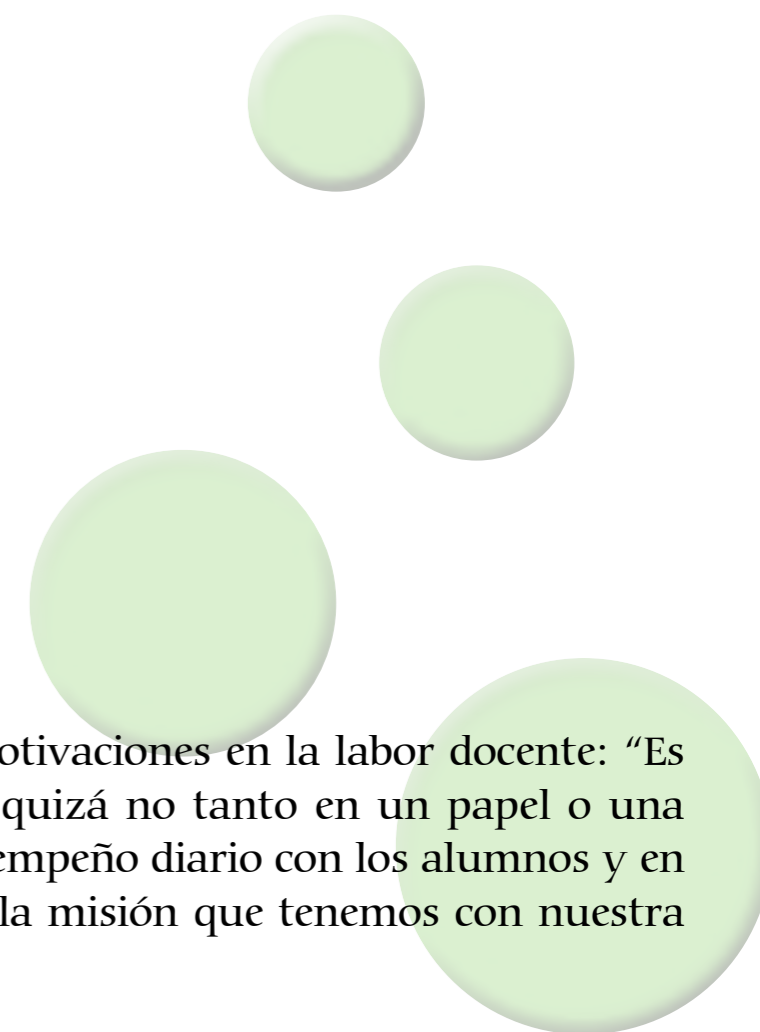 otivaciones en la labor docente: “Es
quizá no tanto en un papel o una
empeño diario con los alumnos y en
la misión que tenemos con nuestra